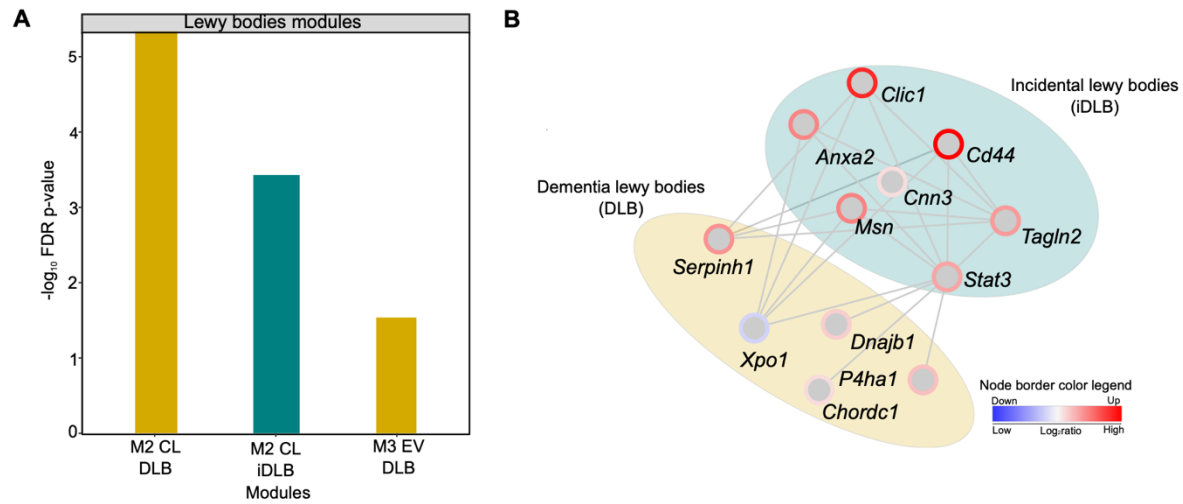 A
Lewy bodies modules
-log₁₀ FDR p-value
5
4
3
2
1
0
M2 CL
DLB
M2 CL
iDLB
M3 EV
DLB
Modules
B
Incidental lewy bodies
(iDLB)
Clic1
Anxa2
Cd44
Cnn3
Dementia lewy bodies
(DLB)
Msn
Tagln2
Serpinh1
Stat3
Dnajb1
Xpo1
P4ha1
Chordc1
Node border color legend
Down Up
Low Log₂ratio High